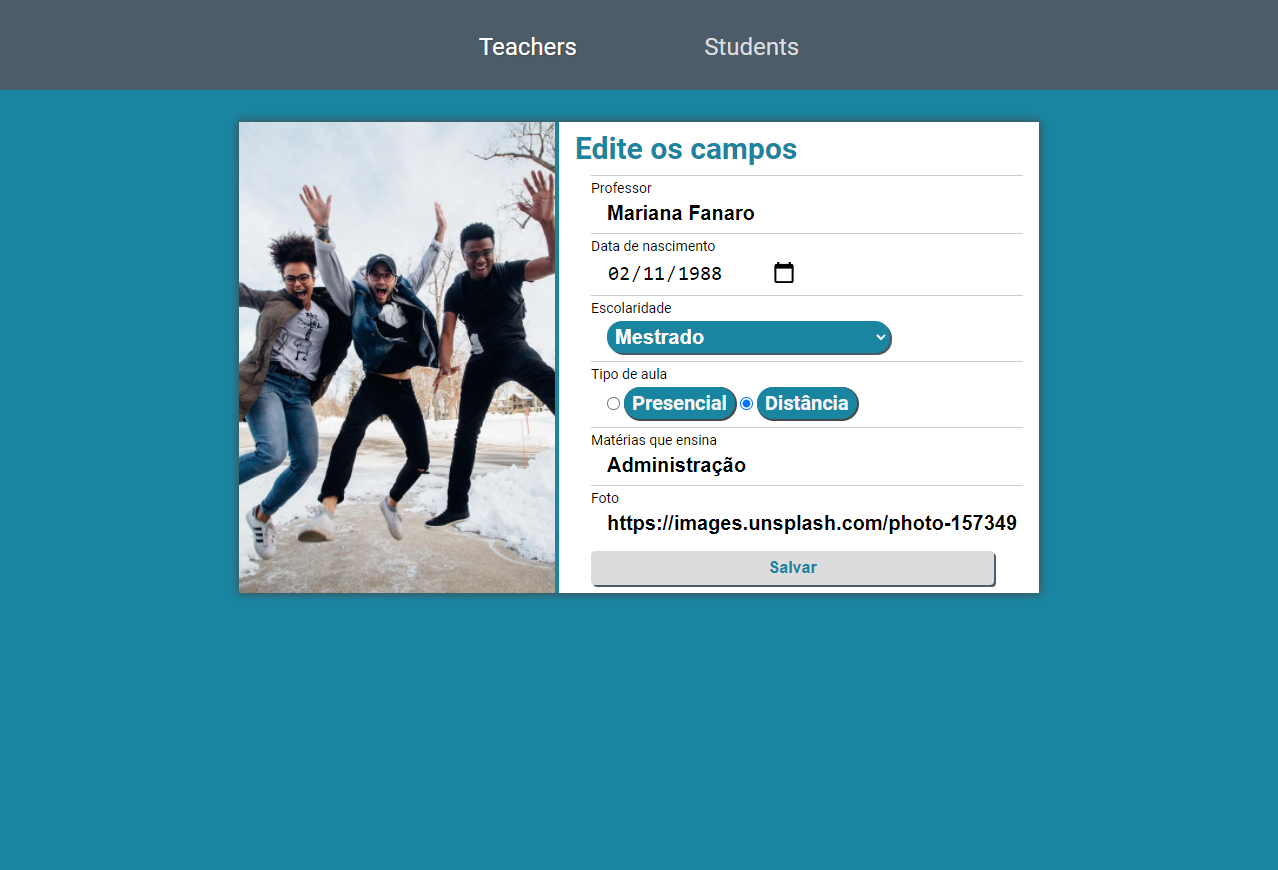 Teachers Students
Edite os campos
Professor
Mariana Fanaro
Data de nascimento
02/11/1988
Escolaridade
Mestrado
Tipo de aula
Presencial Distância
Matérias que ensina
Administração
Foto
https://images.unsplash.com/photo-157349
Salvar